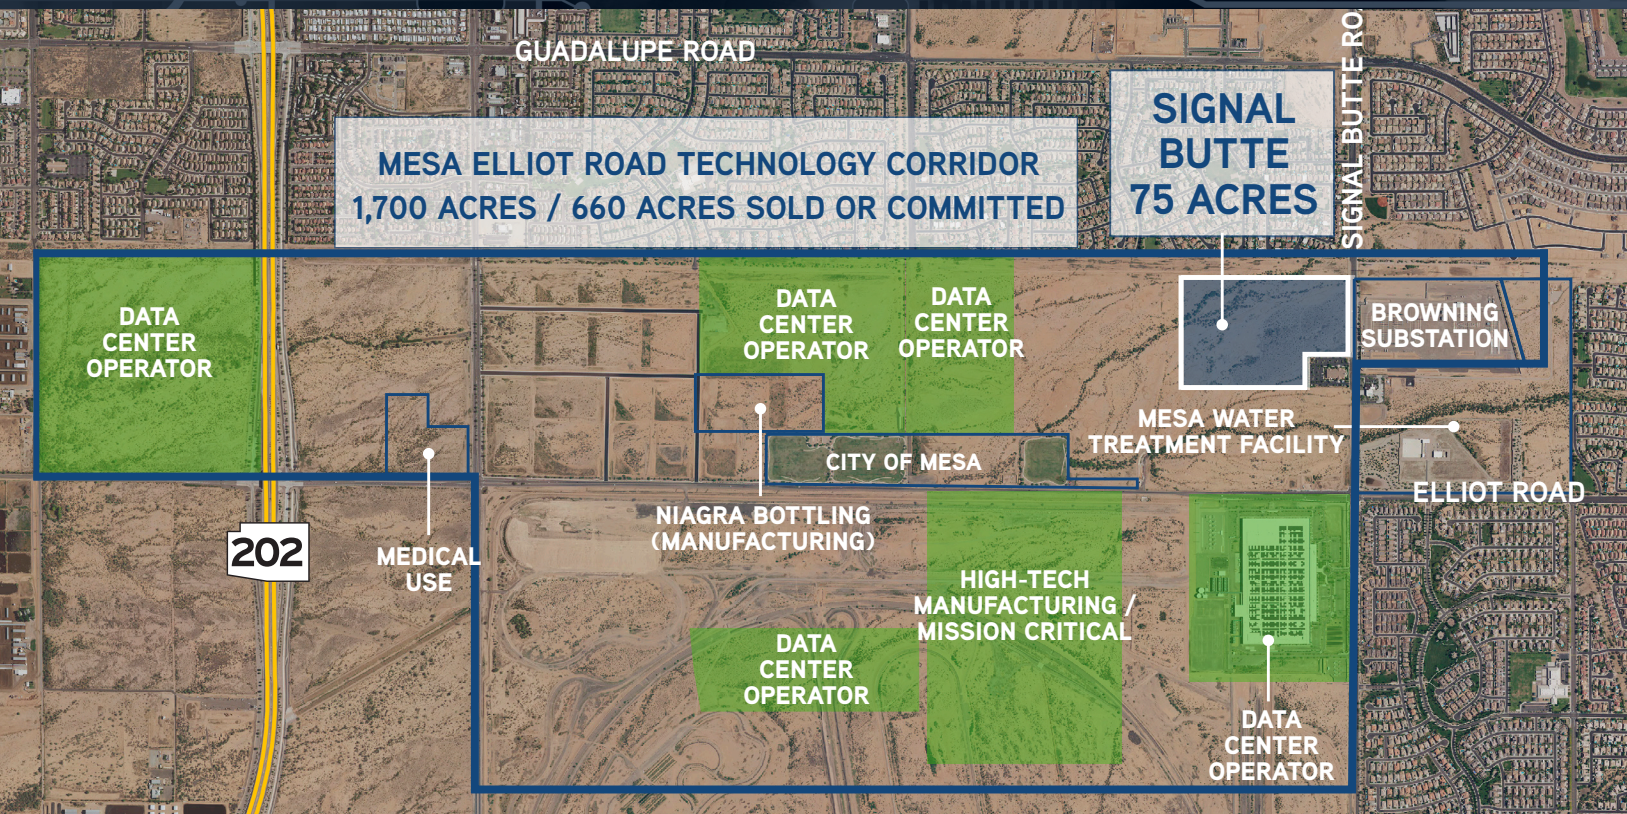 GUADALUPE ROAD
SIGNAL BUTTE RO
MESA ELLIOT ROAD TECHNOLOGY CORRIDOR
1,700 ACRES / 660 ACRES SOLD OR COMMITTED
SIGNAL
BUTTE
75 ACRES
DATA
CENTER
OPERATOR
DATA
CENTER
OPERATOR
DATA
CENTER
OPERATOR
BROWNING
SUBSTATION
MESA WATER
TREATMENT FACILITY
CITY OF MESA
ELLIOT ROAD
NIAGRA BOTTLING
(MANUFACTURING)
202
MEDICAL
USE
HIGH-TECH
MANUFACTURING /
MISSION CRITICAL
DATA
CENTER
OPERATOR
DATA
CENTER
OPERATOR